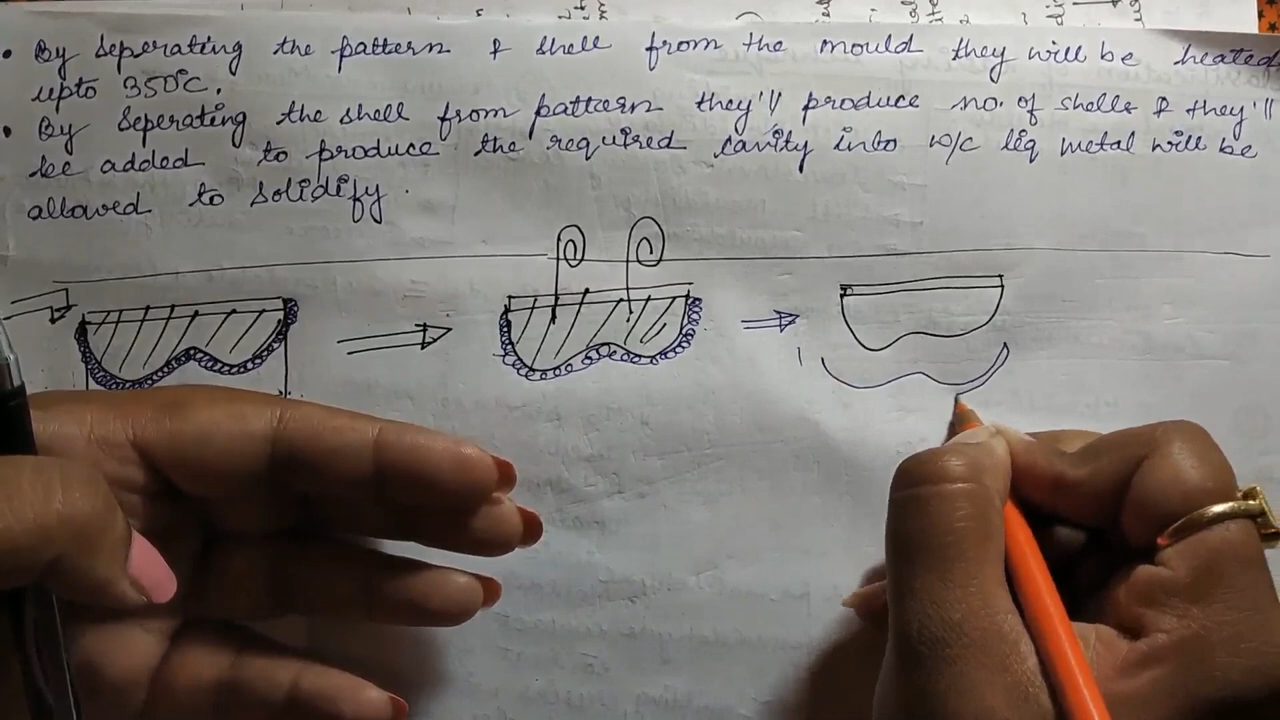 • By seperating the pattern & shell from the mould they will be heated
upto 350°C.
• By seperating the shell from pattern they'll produce no. of shells & they'll
be added to produce the required cavity into w/c liq metal will be
allowed to solidify.